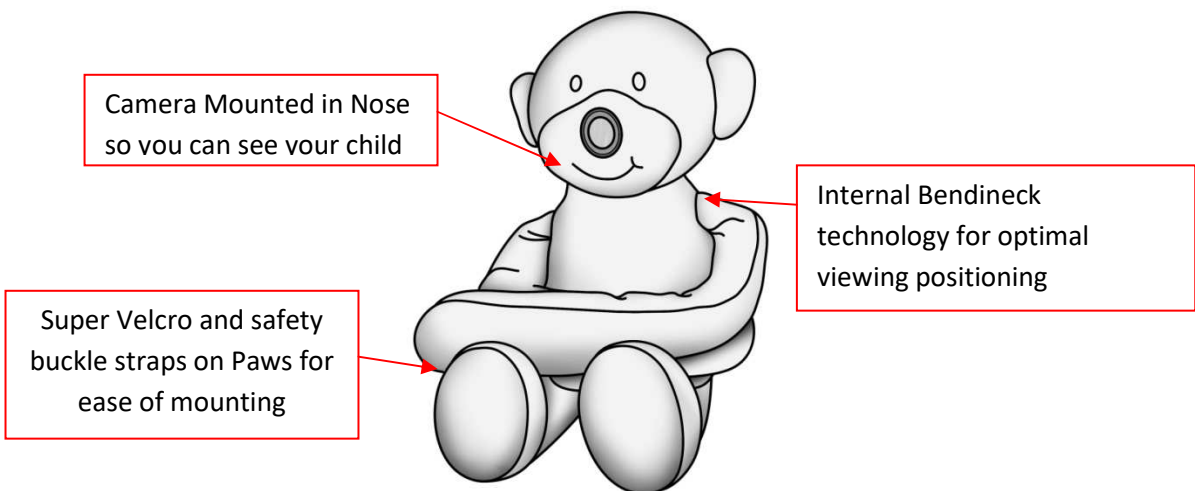 Camera Mounted in Nose
so you can see your child
Internal Bendineck
technology for optimal
viewing positioning
Super Velcro and safety
buckle straps on Paws for
ease of mounting